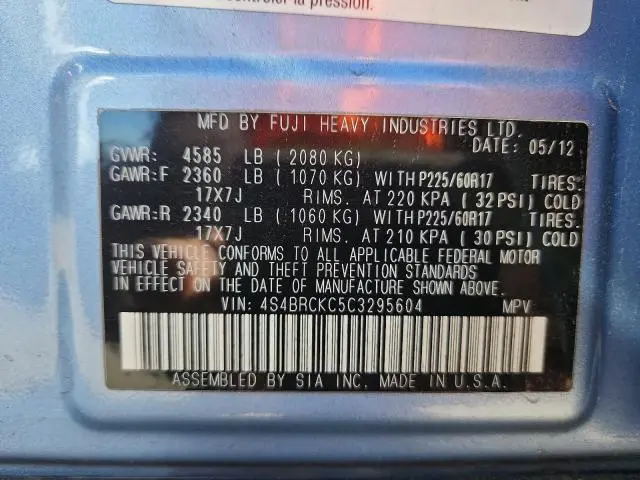 contrôler la pression.
MFD BY FUJI HEAVY INDUSTRIES LTD.
DATE: 05/12
GVWR: 4585 LB ( 2080 KG)
GAWR:F 2360 LB ( 1070 KG) WITH P225/60R17 TIRES.
17X7J RIMS. AT 220 KPA ( 32 PSI) COLD
GAWR:R 2340 LB ( 1060 KG) WITH P225/60R17 TIRES.
17X7J RIMS. AT 210 KPA ( 30 PSI) COLD
THIS VEHICLE CONFORMS TO ALL APPLICABLE FEDERAL MOTOR
VEHICLE SAFETY AND THEFT PREVENTION STANDARDS
IN EFFECT ON THE DATE OF MANUFACTURE SHOWN ABOVE.
VIN: 4S4BRCKC5C3295604 MPV
ASSEMBLED BY SIA INC. MADE IN U.S.A.